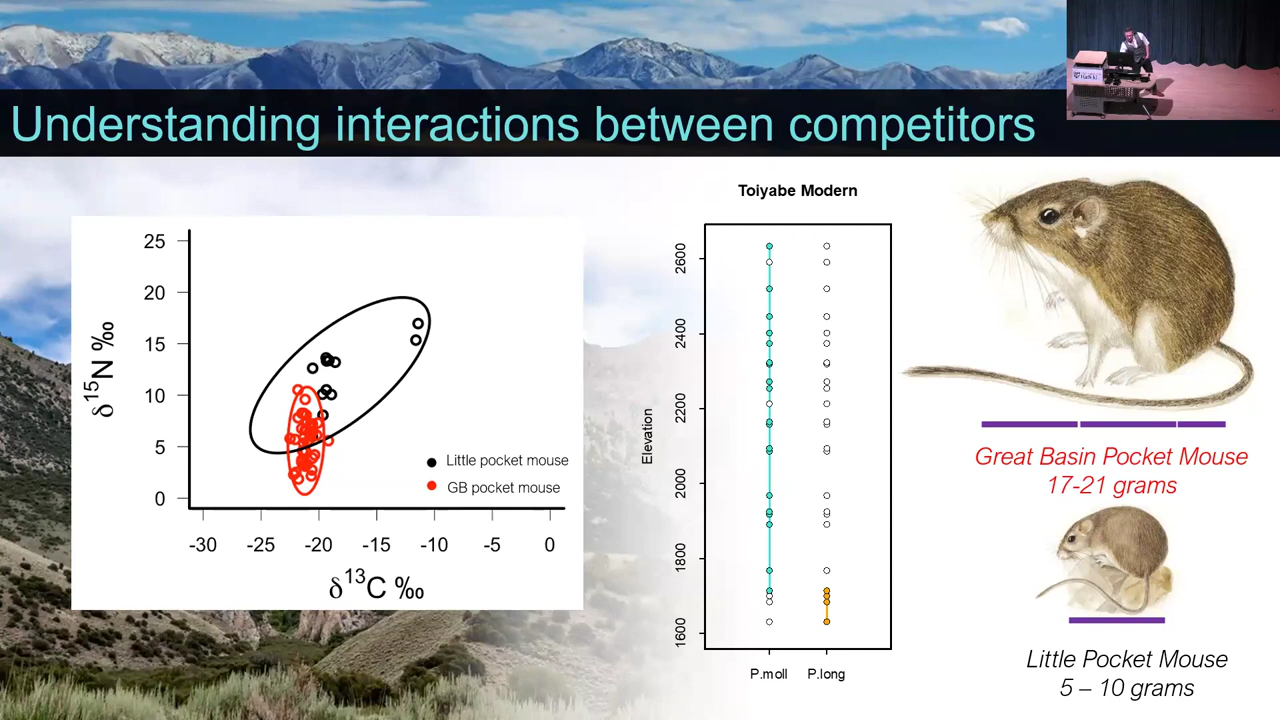 Understanding interactions between competitors
25
20
15
10
5
0
δ15N ‰
-30 -25 -20 -15 -10 -5 0
δ13C ‰
Little pocket mouse
GB pocket mouse
Toiyabe Modern
Elevation
2600
2400
2200
2000
1800
1600
P.moll P.long
Great Basin Pocket Mouse
17-21 grams
Little Pocket Mouse
5 – 10 grams